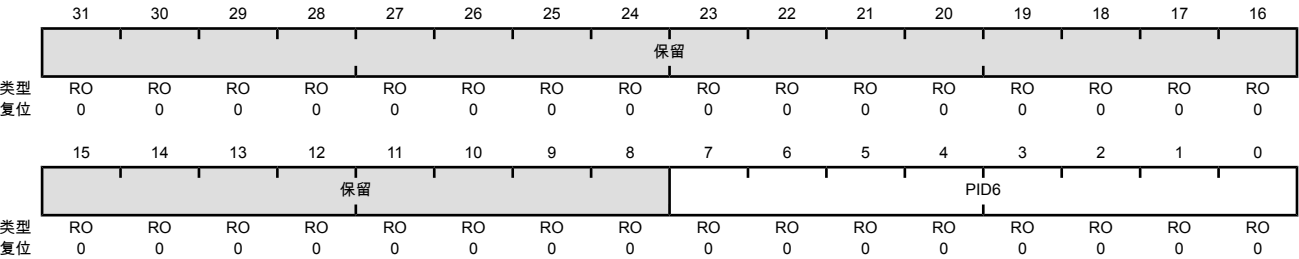 31 30 29 28 27 26 25 24 23 22 21 20 19 18 17 16
保留
类型 RO RO RO RO RO RO RO RO RO RO RO RO RO RO RO RO
复位 0 0 0 0 0 0 0 0 0 0 0 0 0 0 0 0
15 14 13 12 11 10 9 8 7 6 5 4 3 2 1 0
保留 PID6
类型 RO RO RO RO RO RO RO RO RO RO RO RO RO RO RO RO
复位 0 0 0 0 0 0 0 0 0 0 0 0 0 0 0 0